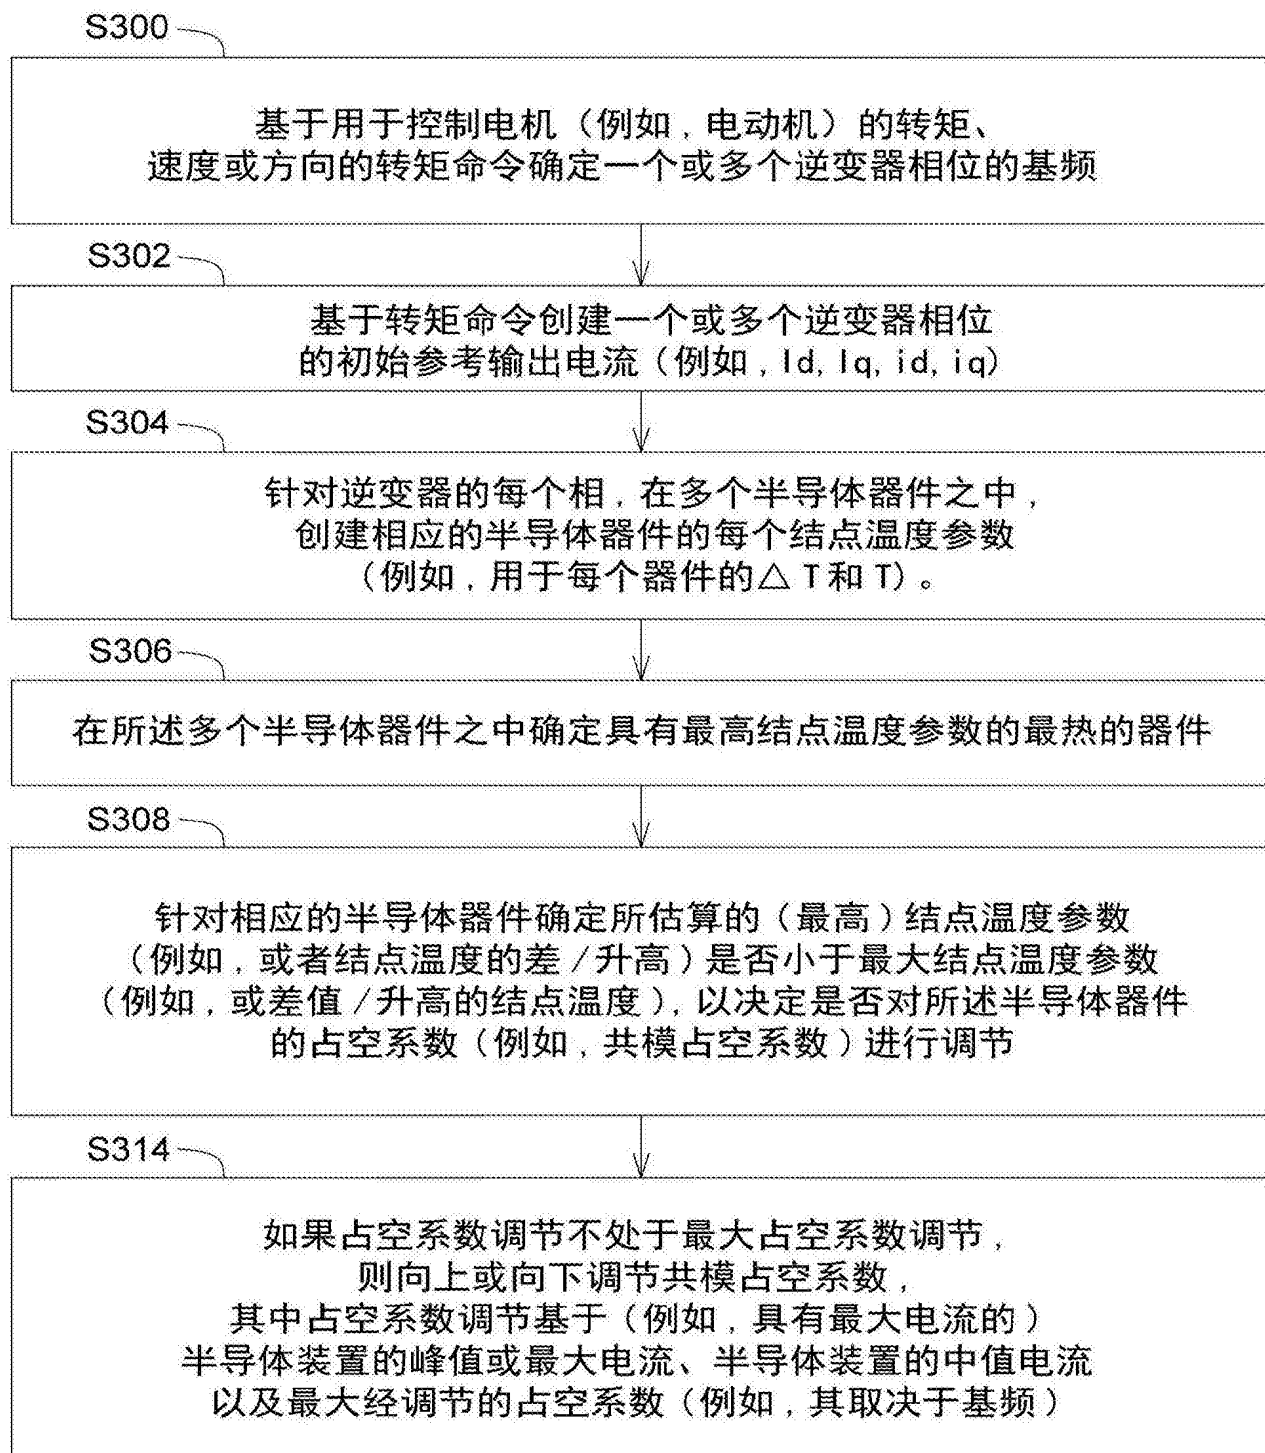 S300
基于用于控制电机（例如，电动机）的转矩、
速度或方向的转矩命令确定一个或多个逆变器相位的基频
S302
基于转矩命令创建一个或多个逆变器相位
的初始参考输出电流（例如，Id, Iq, id, iq)
S304
针对逆变器的每个相，在多个半导体器件之中，
创建相应的半导体器件的每个结点温度参数
（例如，用于每个器件的△T和T)。
S306
在所述多个半导体器件之中确定具有最高结点温度参数的最热的器件
S308
针对相应的半导体器件确定所估算的（最高）结点温度参数
（例如，或者结点温度的差/升高）是否小于最大结点温度参数
（例如，或差值/升高的结点温度），以决定是否对所述半导体器件
的占空系数（例如，共模占空系数）进行调节
S314
如果占空系数调节不处于最大占空系数调节，
则向上或向下调节共模占空系数，
其中占空系数调节基于（例如，具有最大电流的）
半导体装置的峰值或最大电流、半导体装置的中值电流
以及最大经调节的占空系数（例如，其取决于基频）